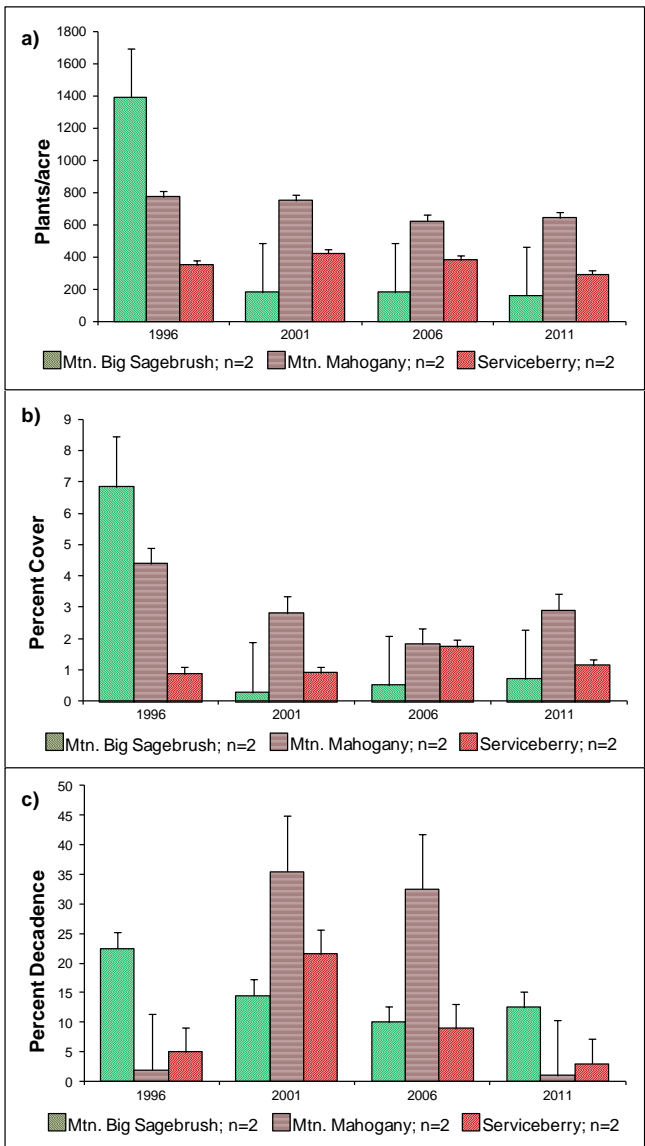 a)
Plants/acre
1800
1600
1400
1200
1000
800
600
400
200
0
1996 2001 2006 2011
Mtn. Big Sagebrush; n=2 Mtn. Mahogany; n=2 Serviceberry; n=2
b)
Percent Cover
9
8
7
6
5
4
3
2
1
0
1996 2001 2006 2011
Mtn. Big Sagebrush; n=2 Mtn. Mahogany; n=2 Serviceberry; n=2
c)
Percent Decadence
50
45
40
35
30
25
20
15
10
5
0
1996 2001 2006 2011
Mtn. Big Sagebrush; n=2 Mtn. Mahogany; n=2 Serviceberry; n=2